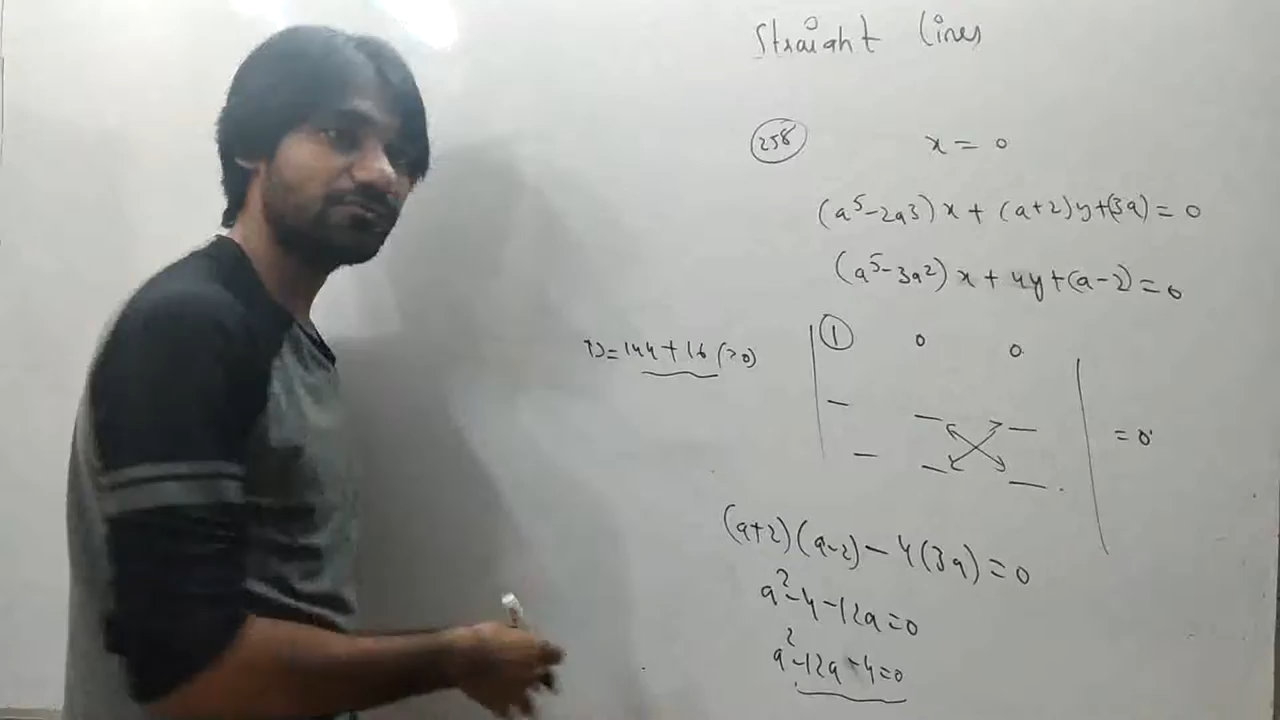 Straight lines
258
x = 0
(a⁵-2a3)x + (a+2)y+(3a) = 0
(a⁵-3a²)x + 4y+(a-2)=0
D=144+16 (>0)
1 0 0
= 0
(a+2)(a-2) - 4(3a) = 0
a²-4-12a=0
a²-12a-4=0